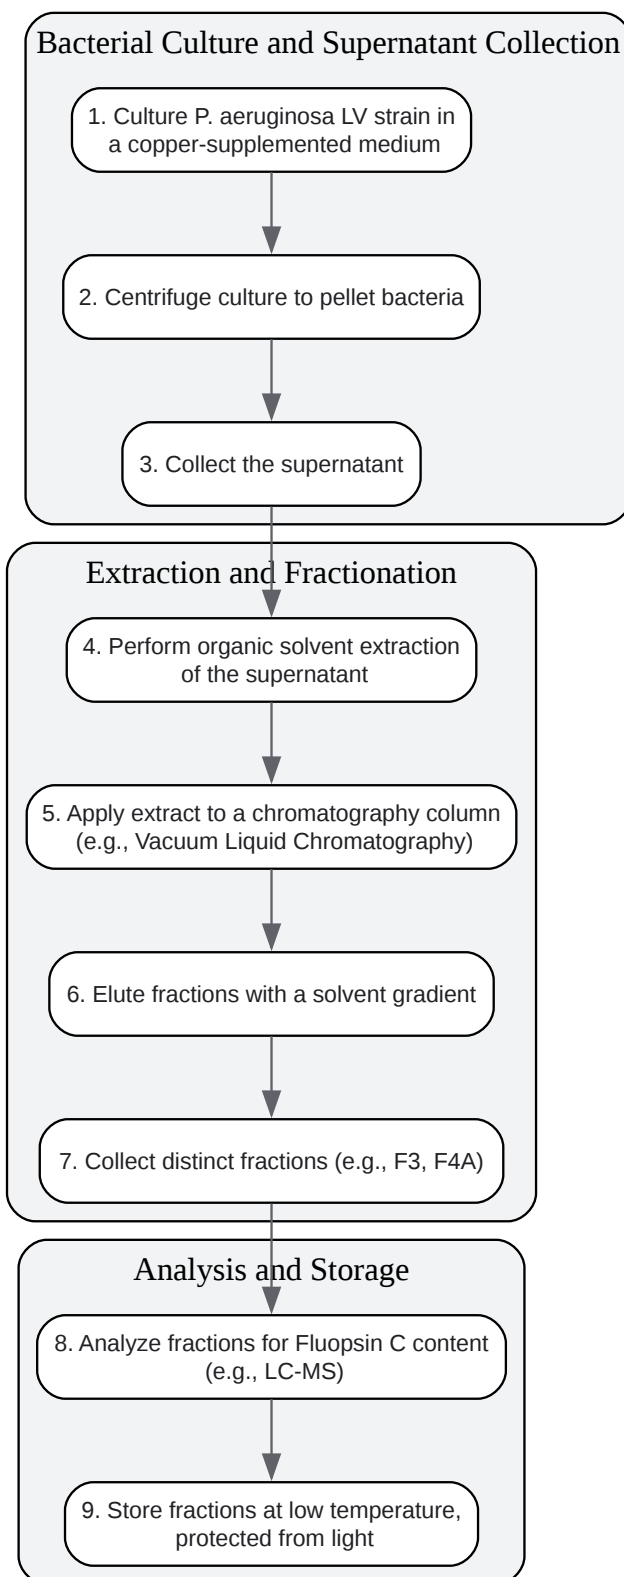 Bacterial Culture and Supernatant Collection
1. Culture P. aeruginosa LV strain in
a copper-supplemented medium
2. Centrifuge culture to pellet bacteria
3. Collect the supernatant
Extraction and Fractionation
4. Perform organic solvent extraction
of the supernatant
5. Apply extract to a chromatography column
(e.g., Vacuum Liquid Chromatography)
6. Elute fractions with a solvent gradient
7. Collect distinct fractions (e.g., F3, F4A)
Analysis and Storage
8. Analyze fractions for Fluopsin C content
(e.g., LC-MS)
9. Store fractions at low temperature,
protected from light